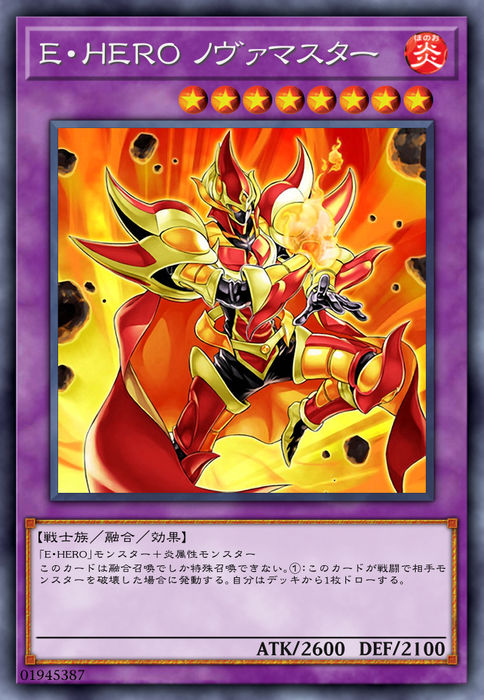 E・HERO ノヴァマスター
ほのお
炎
【戦士族／融合／効果】
「E・HERO」モンスター＋炎属性モンスター
このカードは融合召喚でしか特殊召喚できない。①：このカードが戦闘で相手モ
ンスターを破壊した場合に発動する。自分はデッキから1枚ドローする。
ATK/2600 DEF/2100
01945387